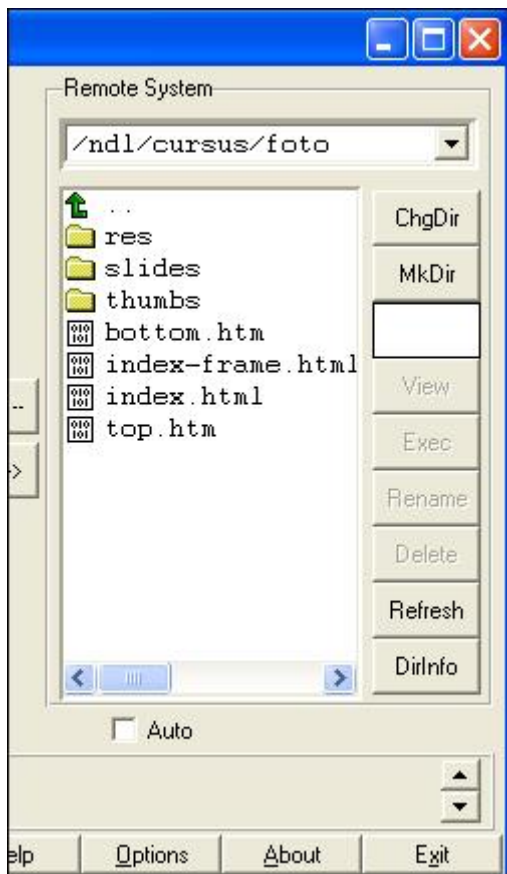 Remote System
/ndl/cursus/foto
..
res
slides
thumbs
bottom.htm
index-frame.html
index.html
top.htm
ChgDir
MkDir
View
Exec
Rename
Delete
Refresh
DirInfo
--
->
Auto
elp
Options
About
Exit